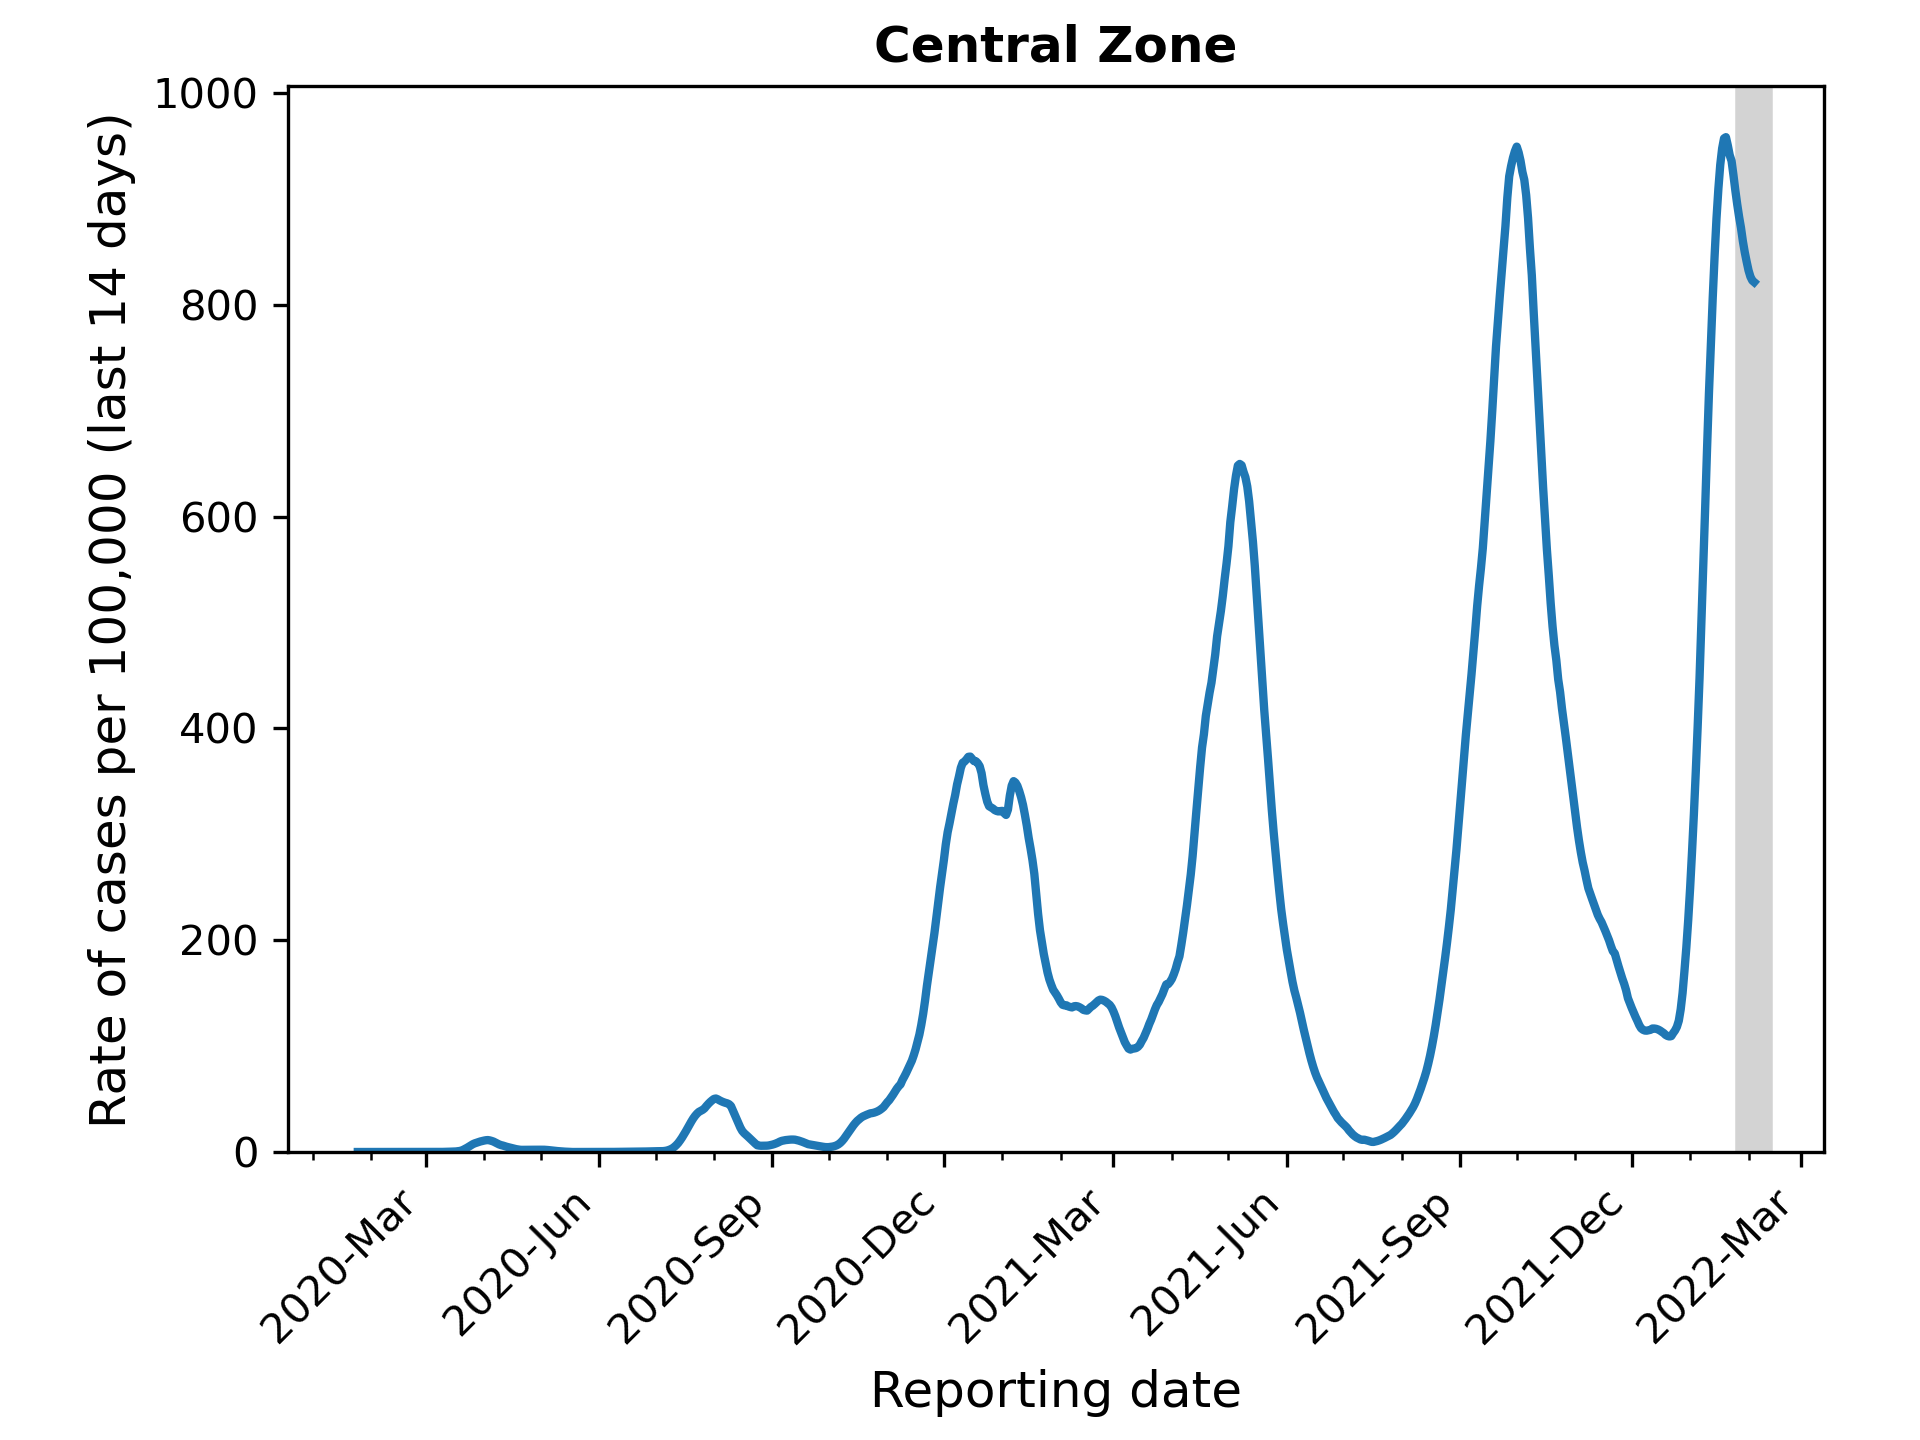 Central Zone
Rate of cases per 100,000 (last 14 days)
1000
800
600
400
200
0
2020-Mar
2020-Jun
2020-Sep
2020-Dec
2021-Mar
2021-Jun
2021-Sep
2021-Dec
2022-Mar
Reporting date